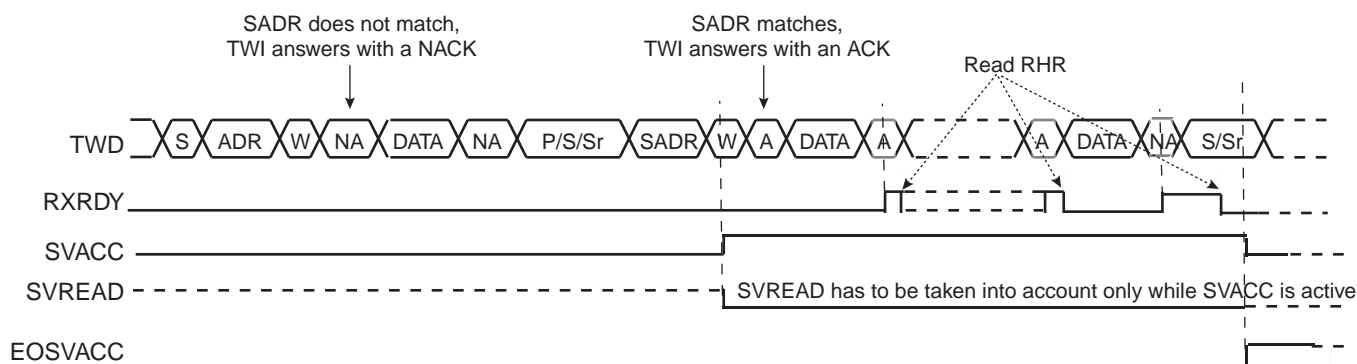 SADR does not match,
TWI answers with a NACK
SADR matches,
TWI answers with an ACK
Read RHR
TWD S ADR W NA DATA NA P/S/Sr SADR W A DATA A A DATA NA S/Sr
RXRDY
SVACC
SVREAD SVREAD has to be taken into account only while SVACC is active
EOSVACC